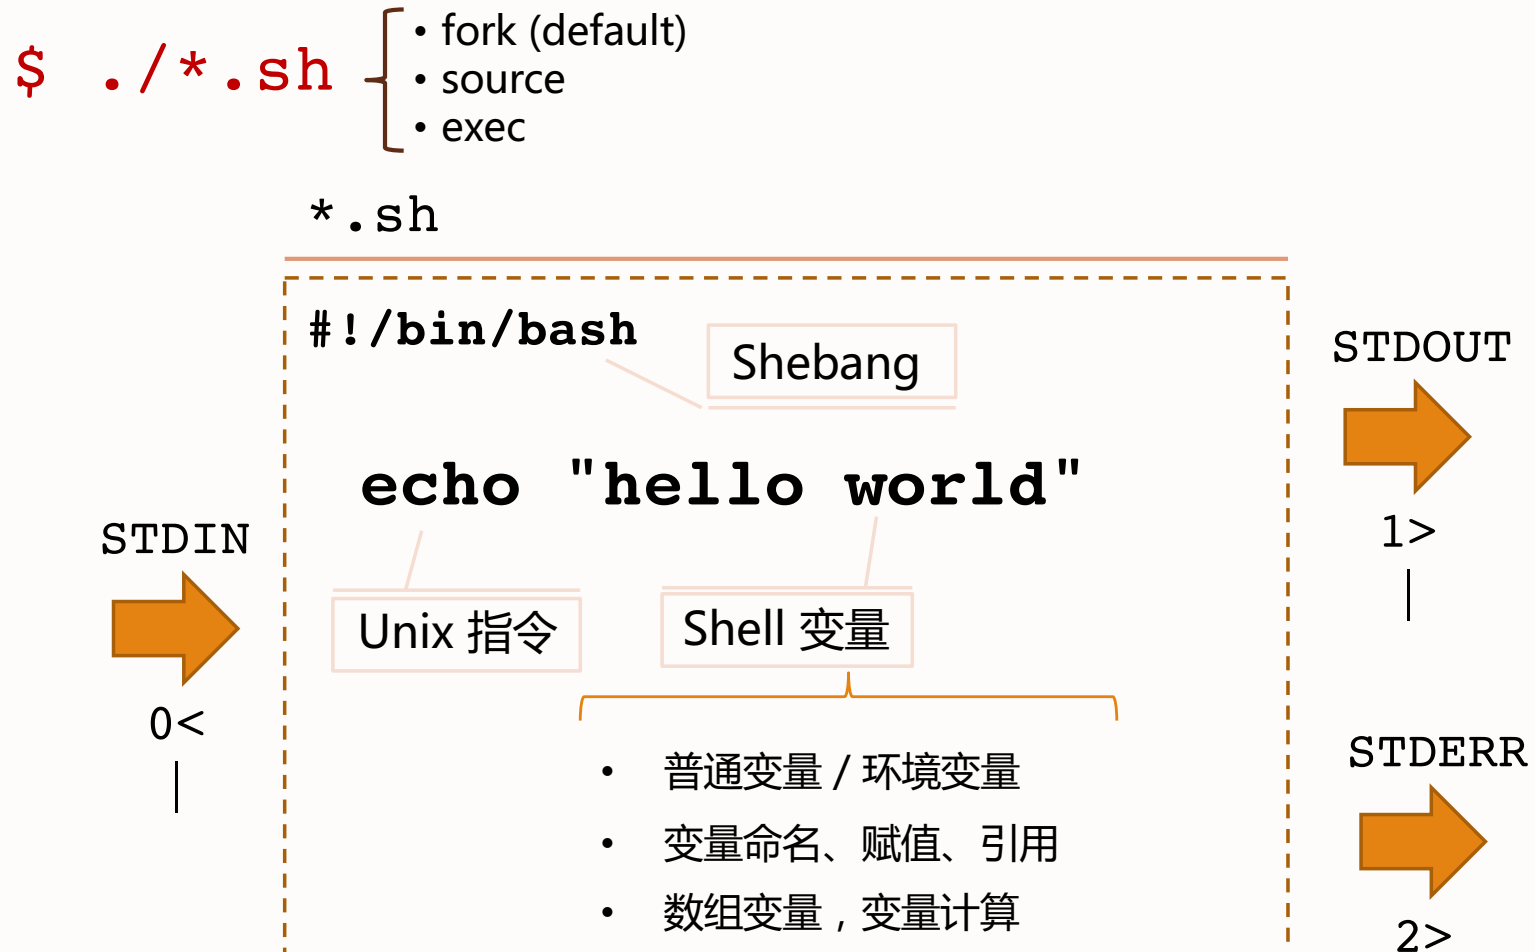 $ ./*.sh
• fork (default)
• source
• exec
*.sh
#!/bin/bash
Shebang
echo "hello world"
Unix 指令
Shell 变量
• 普通变量 / 环境变量
• 变量命名、赋值、引用
• 数组变量，变量计算
STDIN
0<
|
STDOUT
1>
|
STDERR
2>